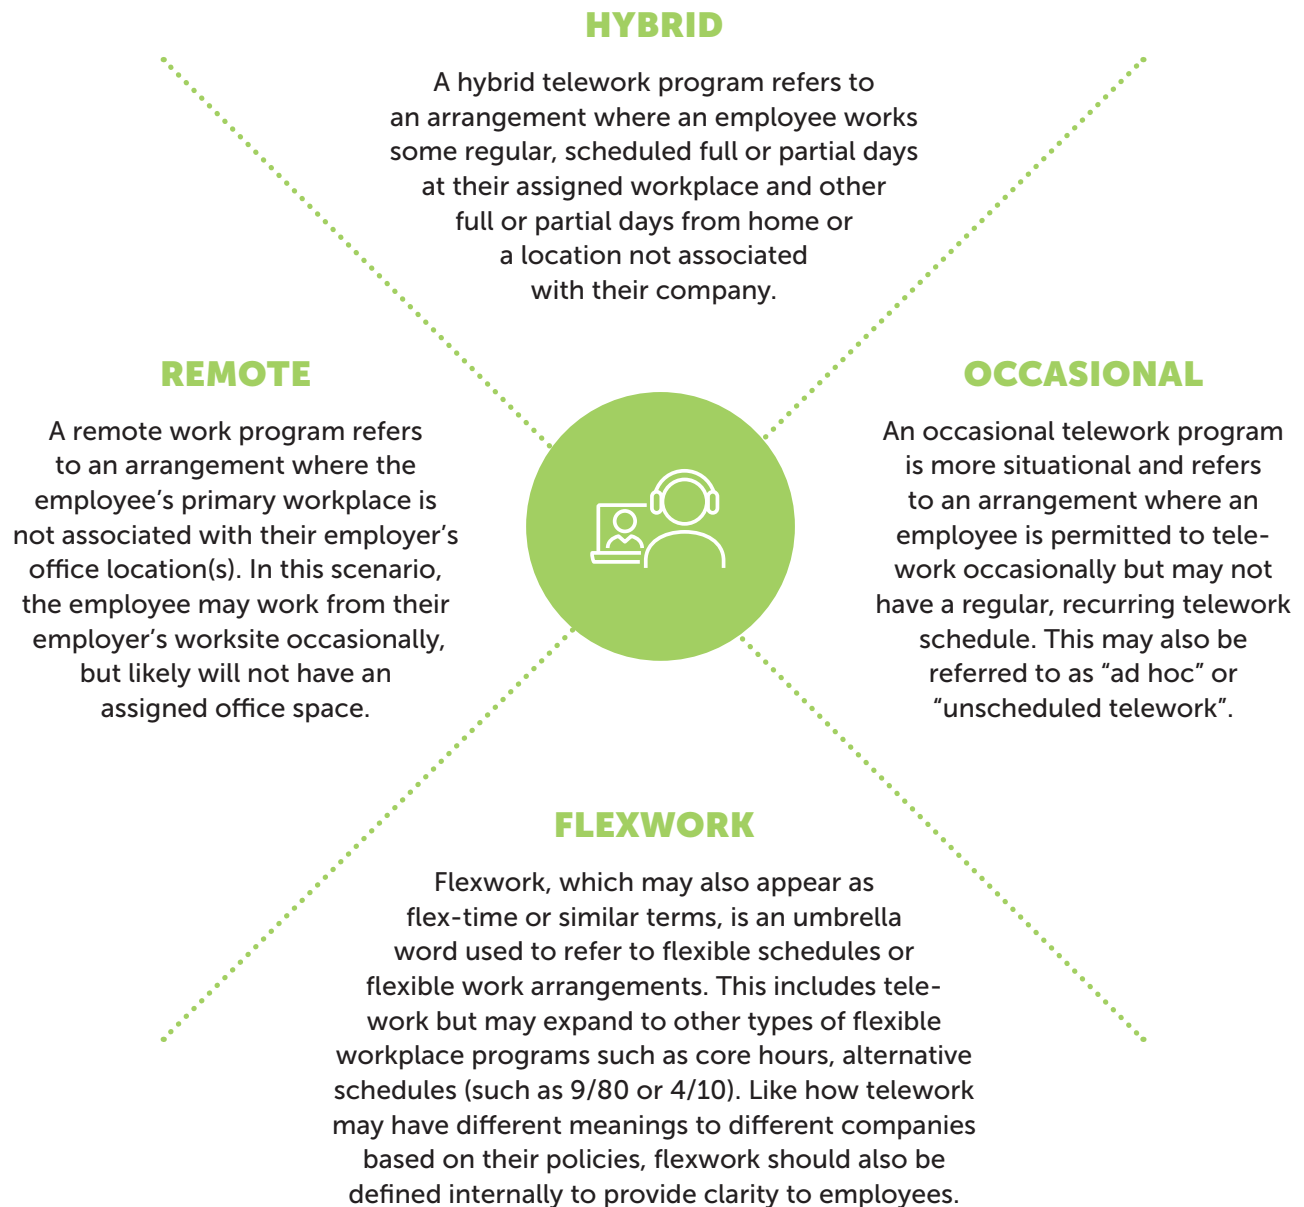 HYBRID
A hybrid telework program refers to
an arrangement where an employee works
some regular, scheduled full or partial days
at their assigned workplace and other
full or partial days from home or
a location not associated
with their company.
REMOTE
A remote work program refers
to an arrangement where the
employee’s primary workplace is
not associated with their employer’s
office location(s). In this scenario,
the employee may work from their
employer’s worksite occasionally,
but likely will not have an
assigned office space.
OCCASIONAL
An occasional telework program
is more situational and refers
to an arrangement where an
employee is permitted to tele-
work occasionally but may not
have a regular, recurring telework
schedule. This may also be
referred to as “ad hoc” or
“unscheduled telework”.
FLEXWORK
Flexwork, which may also appear as
flex-time or similar terms, is an umbrella
word used to refer to flexible schedules or
flexible work arrangements. This includes tele-
work but may expand to other types of flexible
workplace programs such as core hours, alternative
schedules (such as 9/80 or 4/10). Like how telework
may have different meanings to different companies
based on their policies, flexwork should also be
defined internally to provide clarity to employees.